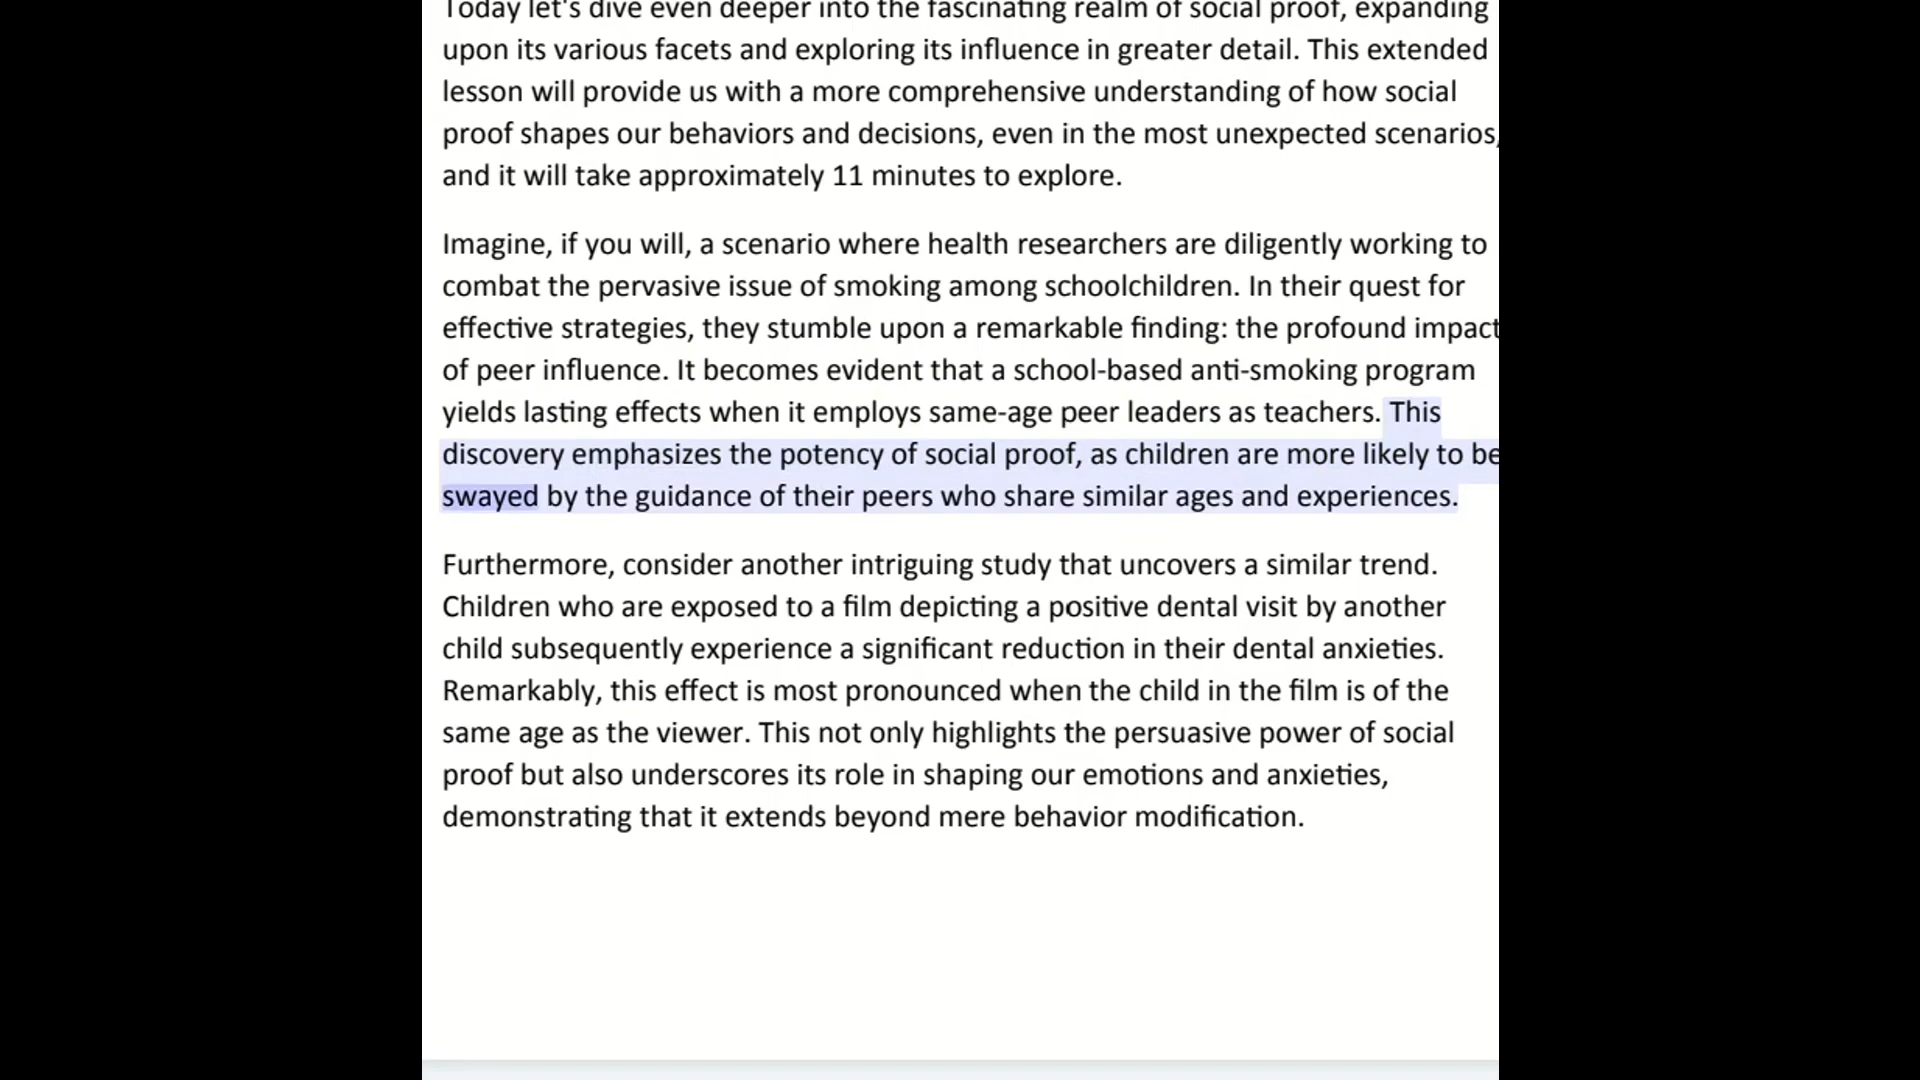 Today let's dive even deeper into the fascinating realm of social proof, expanding
upon its various facets and exploring its influence in greater detail. This extended
lesson will provide us with a more comprehensive understanding of how social
proof shapes our behaviors and decisions, even in the most unexpected scenarios,
and it will take approximately 11 minutes to explore.
Imagine, if you will, a scenario where health researchers are diligently working to
combat the pervasive issue of smoking among schoolchildren. In their quest for
effective strategies, they stumble upon a remarkable finding: the profound impact
of peer influence. It becomes evident that a school-based anti-smoking program
yields lasting effects when it employs same-age peer leaders as teachers. This
discovery emphasizes the potency of social proof, as children are more likely to be
swayed by the guidance of their peers who share similar ages and experiences.
Furthermore, consider another intriguing study that uncovers a similar trend.
Children who are exposed to a film depicting a positive dental visit by another
child subsequently experience a significant reduction in their dental anxieties.
Remarkably, this effect is most pronounced when the child in the film is of the
same age as the viewer. This not only highlights the persuasive power of social
proof but also underscores its role in shaping our emotions and anxieties,
demonstrating that it extends beyond mere behavior modification.